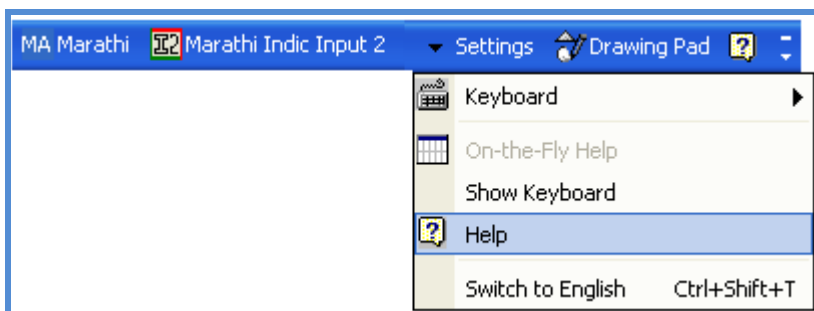 MA Marathi Marathi Indic Input 2 Settings Drawing Pad
Keyboard
On-the-Fly Help
Show Keyboard
Help
Switch to English Ctrl+Shift+T